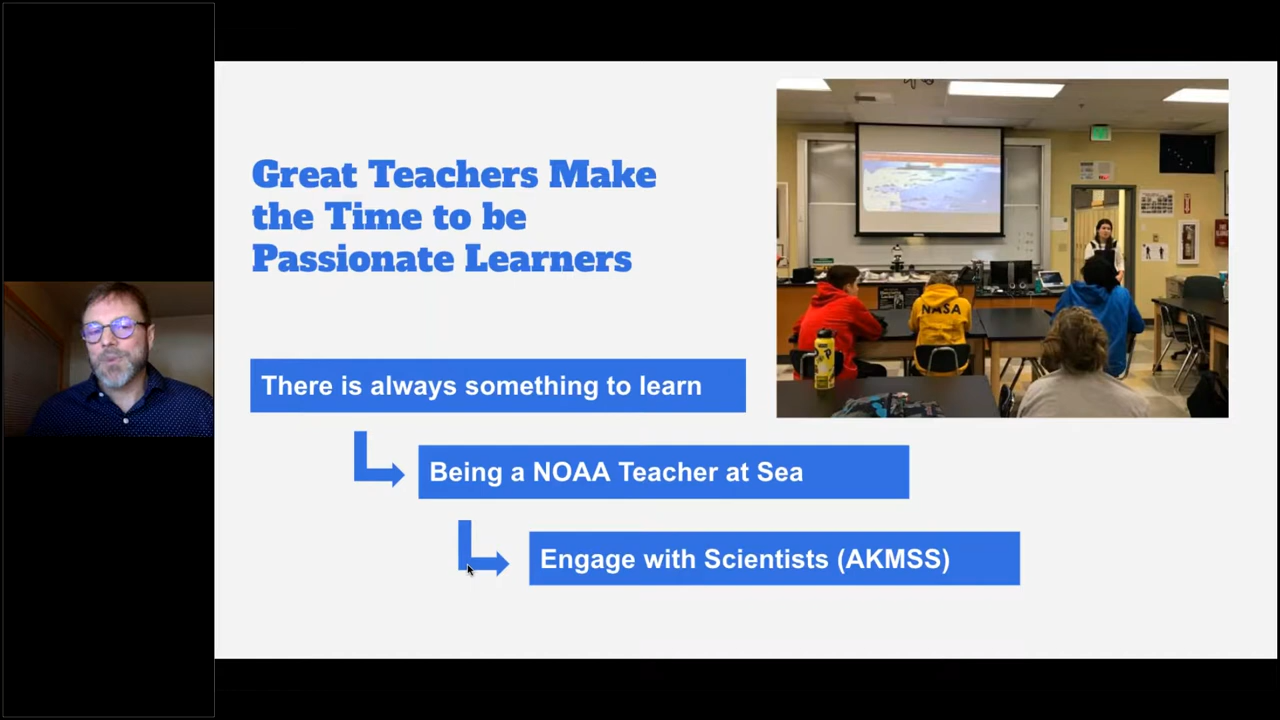 Great Teachers Make
the Time to be
Passionate Learners
There is always something to learn
Being a NOAA Teacher at Sea
Engage with Scientists (AKMSS)
NASA